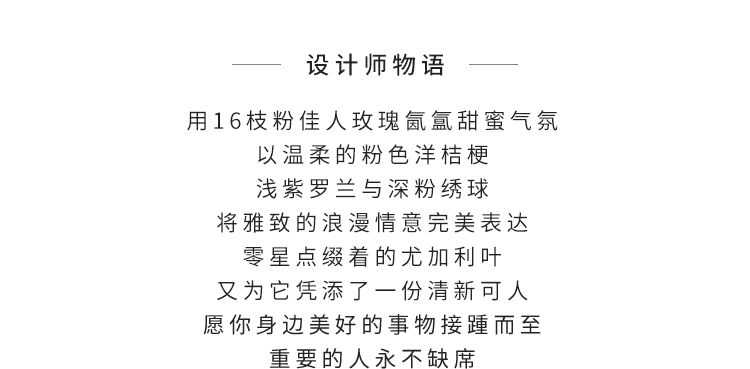 设计师物语
用16枝粉佳人玫瑰氤氲甜蜜气氛
以温柔的粉色洋桔梗
浅紫罗兰与深粉绣球
将雅致的浪漫情意完美表达
零星点缀着的尤加利叶
又为它凭添了一份清新可人
愿你身边美好的事物接踵而至
重要的人永不缺席